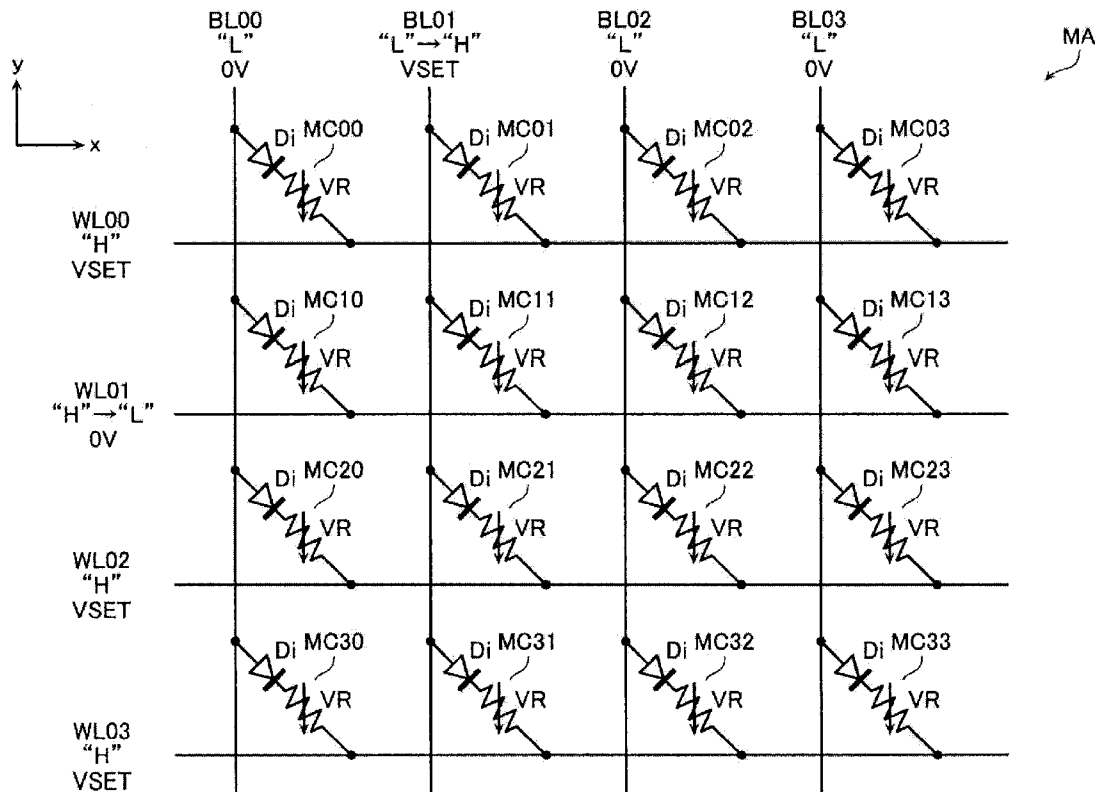 BL00 BL01 BL02 BL03
“L” “L”→“H” “L” “L”
0V VSET 0V 0V
MA
y
x
Di MC00 Di MC01 Di MC02 Di MC03
VR VR VR VR
WL00
“H”
VSET
Di MC10 Di MC11 Di MC12 Di MC13
VR VR VR VR
WL01
“H”→“L”
0V
Di MC20 Di MC21 Di MC22 Di MC23
VR VR VR VR
WL02
“H”
VSET
Di MC30 Di MC31 Di MC32 Di MC33
VR VR VR VR
WL03
“H”
VSET